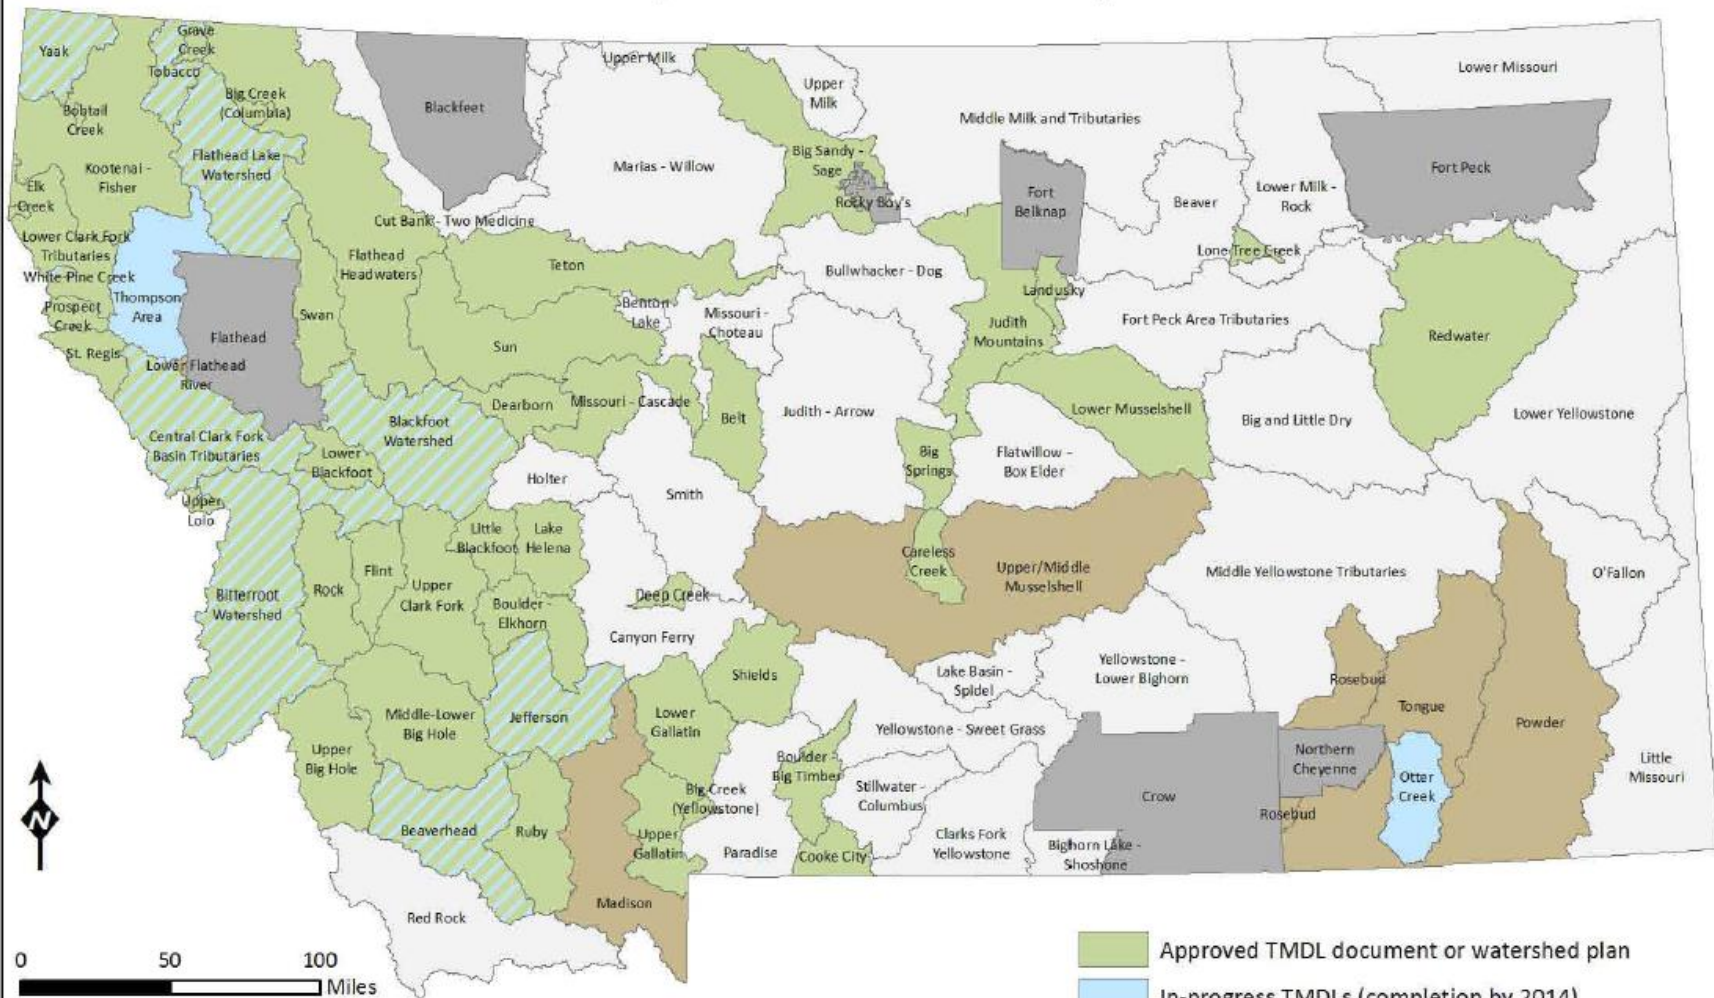 Yaak
Grave
Creek
Tobacco
Big Creek
(Columbia)
Bobtail
Creek
Kootenai -
Fisher
Flathead Lake
Watershed
Elk
Creek
Lower Clark Fork
Tributaries
White Pine Creek
Prospect
Creek
St. Regis
Thompson
Area
Flathead
Lower Flathead
River
Swan
Flathead
Headwaters
Cut Bank - Two Medicine
Blackfeet
Upper Milk
Marias - Willow
Upper
Milk
Big Sandy -
Sage
Rocky Boy's
Middle Milk and Tributaries
Fort
Belknap
Beaver
Lower Milk -
Rock
Lower Missouri
Fort Peck
Lone Tree Creek
Teton
Benton
Lake
Missouri -
Choteau
Bullwhacker - Dog
Landusky
Judith
Mountains
Fort Peck Area Tributaries
Redwater
Sun
Dearborn
Missouri - Cascade
Belt
Judith - Arrow
Lower Musselshell
Big and Little Dry
Lower Yellowstone
Central Clark Fork
Basin Tributaries
Lower
Blackfoot
Blackfoot
Watershed
Holter
Smith
Big
Springs
Flatwillow -
Box Elder
Upper
Lolo
Bitterroot
Watershed
Rock
Flint
Upper
Clark Fork
Little
Blackfoot
Lake
Helena
Boulder -
Elkhorn
Deep Creek
Canyon Ferry
Careless
Creek
Upper/Middle
Musselshell
Middle Yellowstone Tributaries
O'Fallon
Shields
Lake Basin -
Spidel
Yellowstone -
Lower Bighorn
Rosebud
Tongue
Powder
Little
Missouri
Upper
Big Hole
Middle-Lower
Big Hole
Jefferson
Lower
Gallatin
Yellowstone - Sweet Grass
Boulder -
Big Timber
Stillwater -
Columbus
Big Creek
(Yellowstone)
Upper
Gallatin
Beaverhead
Ruby
Madison
Red Rock
Paradise
Cooke City
Clarks Fork
Yellowstone
Bighorn Lake -
Shoshone
Crow
Northern
Cheyenne
Rosebud
Otter
Creek
N
0 50 100
Miles
Approved TMDL document or watershed plan
In-progress TMDLs (completion by 2014)